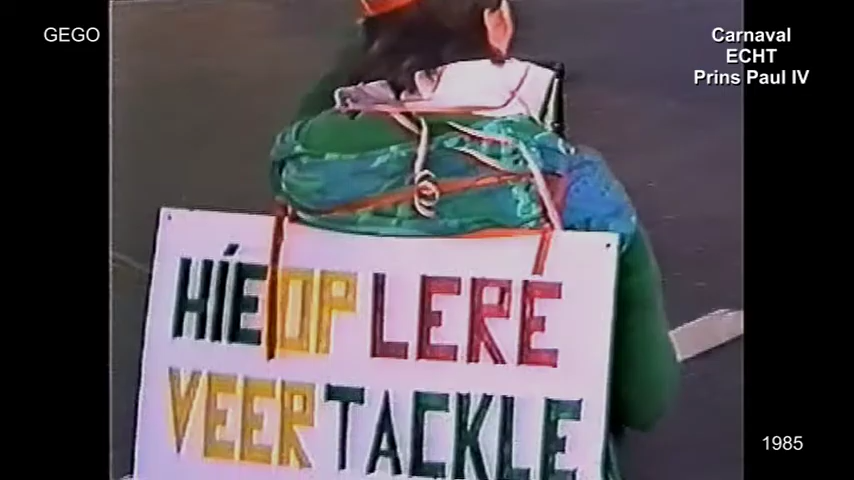 GEGO
Carnaval
ECHT
Prins Paul IV
HÍE OP LERE
VEER TACKLE
1985